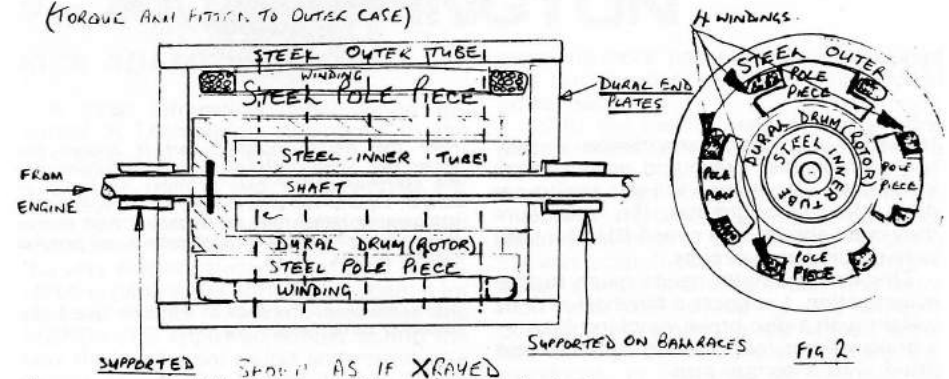 (TORQUE ARM FITTED TO OUTER CASE)
STEEL OUTER TUBE
WINDING
STEEL POLE PIECE
DURAL END
PLATES
STEEL INNER TUBE
FROM
ENGINE
SHAFT
DURAL DRUM (ROTOR)
STEEL POLE PIECE
WINDING
SUPPORTED
SUPPORTED ON BALLRACES
AS IF XRAYED
4 WINDINGS.
STEEL OUTER
POLE
PIECE
DURAL DRUM (ROTOR)
STEEL INNER
TUBE
POLE
PIECE
POLE
PIECE
POLE
PIECE
FIG 2